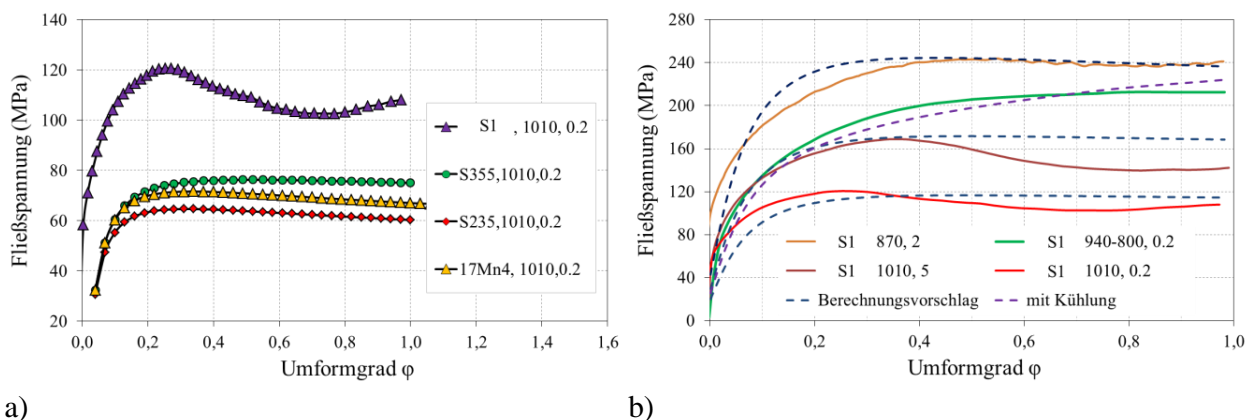 Fließspannung (MPa)
140
120
100
80
60
40
20
0,0 0,2 0,4 0,6 0,8 1,0 1,2 1,4 1,6
Umformgrad φ
S1 , 1010, 0.2
S355,1010,0.2
S235,1010,0.2
17Mn4, 1010,0.2
a)
Fließspannung (MPa)
280
240
200
160
120
80
40
0
0,0 0,2 0,4 0,6 0,8 1,0
Umformgrad φ
S1 870, 2
S1 940-800, 0.2
S1 1010, 5
S1 1010, 0.2
Berechnungsvorschlag
mit Kühlung
b)